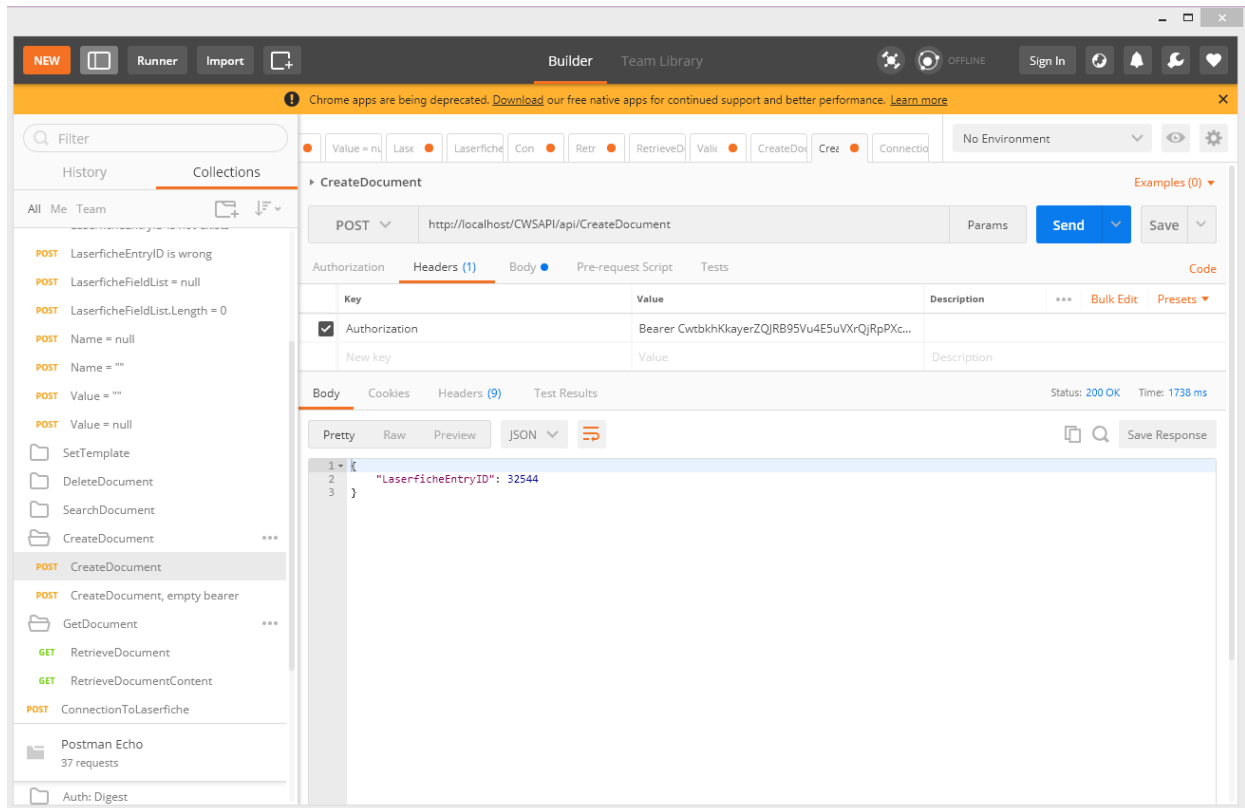 NEW Runner Import Builder Team Library OFFLINE Sign In
Chrome apps are being deprecated. Download our free native apps for continued support and better performance. Learn more
Filter
History Collections
All Me Team
POST LaserficheEntryID is wrong
POST LaserficheFieldList = null
POST LaserficheFieldList.Length = 0
POST Name = null
POST Name = ""
POST Value = ""
POST Value = null
SetTemplate
DeleteDocument
SearchDocument
CreateDocument
POST CreateDocument
POST CreateDocument, empty bearer
GetDocument
GET RetrieveDocument
GET RetrieveDocumentContent
POST ConnectionToLaserfiche
Postman Echo
37 requests
Auth: Digest
Value = nu Lase Laserfiche Con Retr RetrieveD Valid CreateDoc Crea Connectio No Environment
CreateDocument Examples (0)
POST http://localhost/CWSAPI/api/CreateDocument Params Send Save
Authorization Headers (1) Body Pre-request Script Tests Code
Key Value Description Bulk Edit Presets
Authorization Bearer CwtbkhKkayerZQJRB95Vu4E5uVXrQjRpPXc...
New key Value Description
Body Cookies Headers (9) Test Results Status: 200 OK Time: 1738 ms
Pretty Raw Preview JSON Save Response
1 {
2 "LaserficheEntryID": 32544
3 }